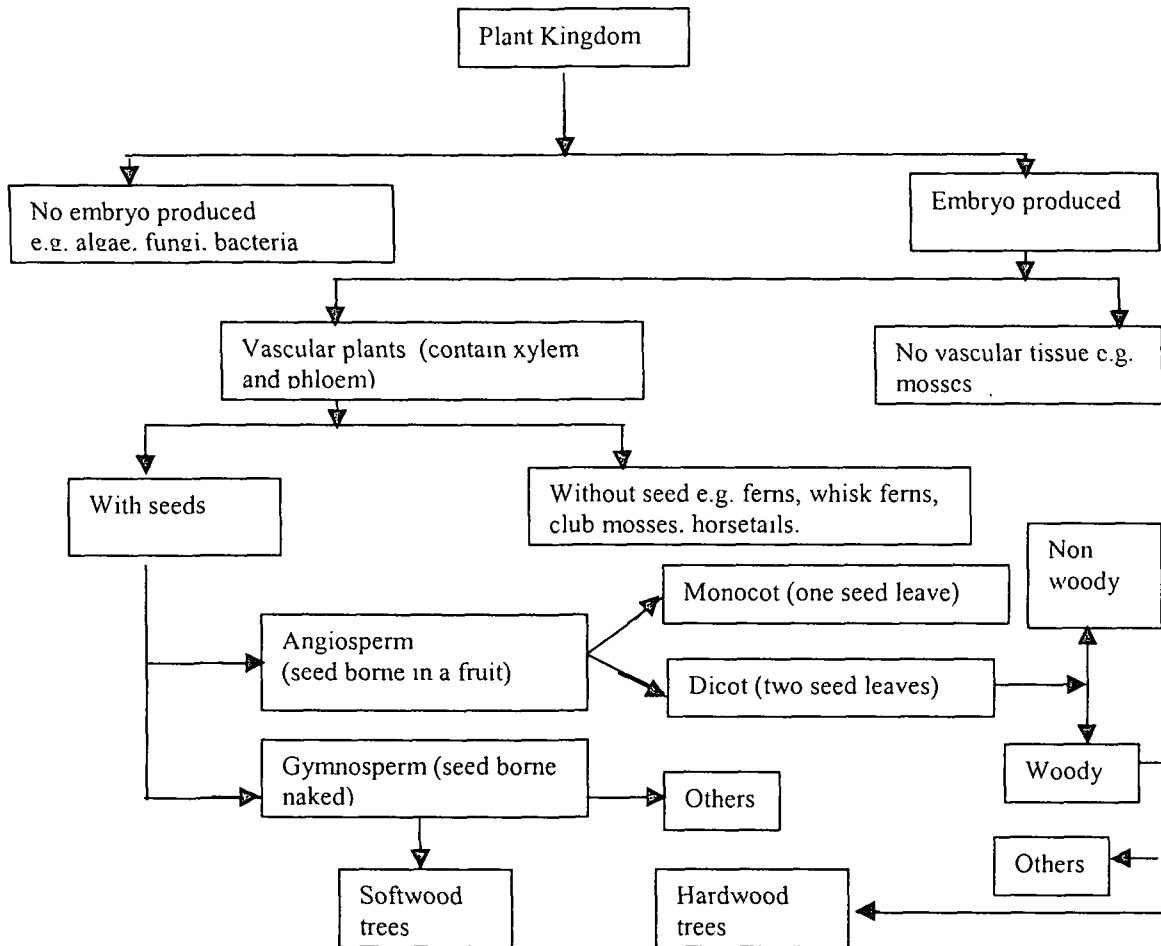 Plant Kingdom
No embryo produced
e.g. algae, fungi, bacteria
Embryo produced
Vascular plants (contain xylem
and phloem)
No vascular tissue e.g.
mosses
With seeds
Without seed e.g. ferns, whisk ferns,
club mosses, horsetails.
Non
woody
Monocot (one seed leave)
Angiosperm
(seed borne in a fruit)
Dicot (two seed leaves)
Gymnosperm (seed borne
naked)
Others
Woody
Others
Softwood
trees
Hardwood
trees